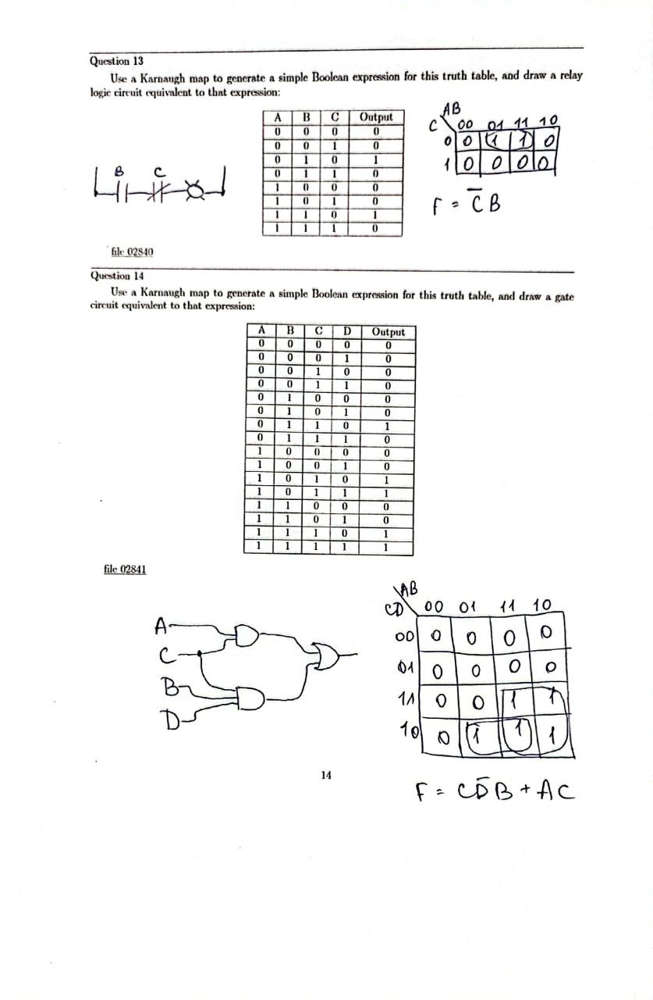 Question 13
Use a Karnaugh map to generate a simple Boolean expression for this truth table, and draw a relay
logic circuit equivalent to that expression:
A B C Output
0 0 0 0
0 0 1 0
0 1 0 1
0 1 1 0
1 0 0 0
1 0 1 0
1 1 0 1
1 1 1 0
B C
AB
C 00 01 11 10
0 0 1 1 0
1 0 0 0 0
F = C̅ B
file 02840
Question 14
Use a Karnaugh map to generate a simple Boolean expression for this truth table, and draw a gate
circuit equivalent to that expression:
A B C D Output
0 0 0 0 0
0 0 0 1 0
0 0 1 0 0
0 0 1 1 0
0 1 0 0 0
0 1 0 1 0
0 1 1 0 1
0 1 1 1 0
1 0 0 0 0
1 0 0 1 0
1 0 1 0 1
1 0 1 1 1
1 1 0 0 0
1 1 0 1 0
1 1 1 0 1
1 1 1 1 1
file 02841
A
C
B
D
AB
CD 00 01 11 10
00 0 0 0 0
01 0 0 0 0
11 0 0 1 1
10 0 1 1 1
F = CD̅B + AC
14